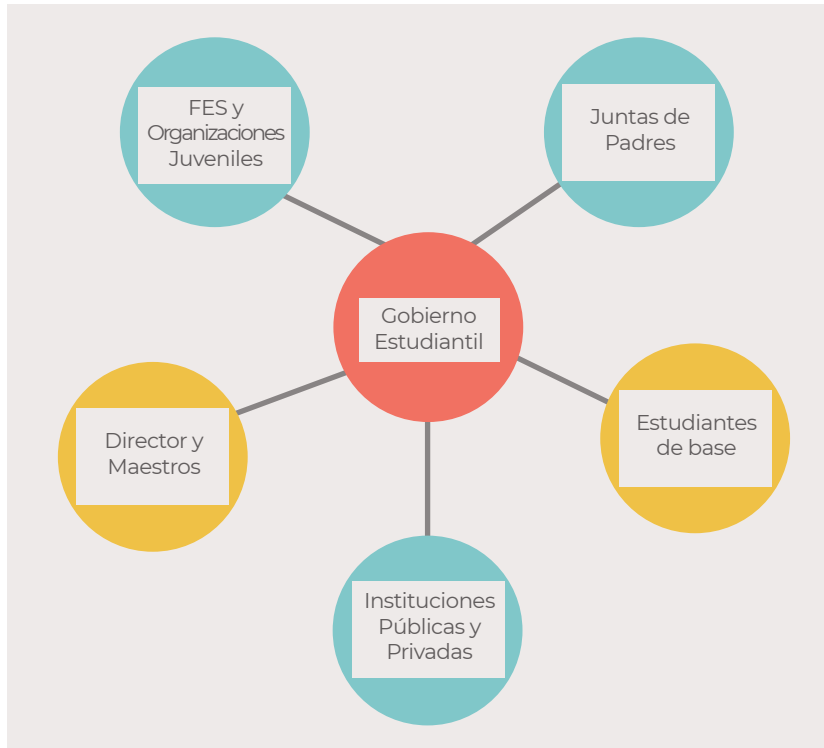 FES y
Organizaciones
Juveniles
Juntas de
Padres
Gobierno
Estudiantil
Director y
Maestros
Estudiantes
de base
Instituciones
Públicas y
Privadas